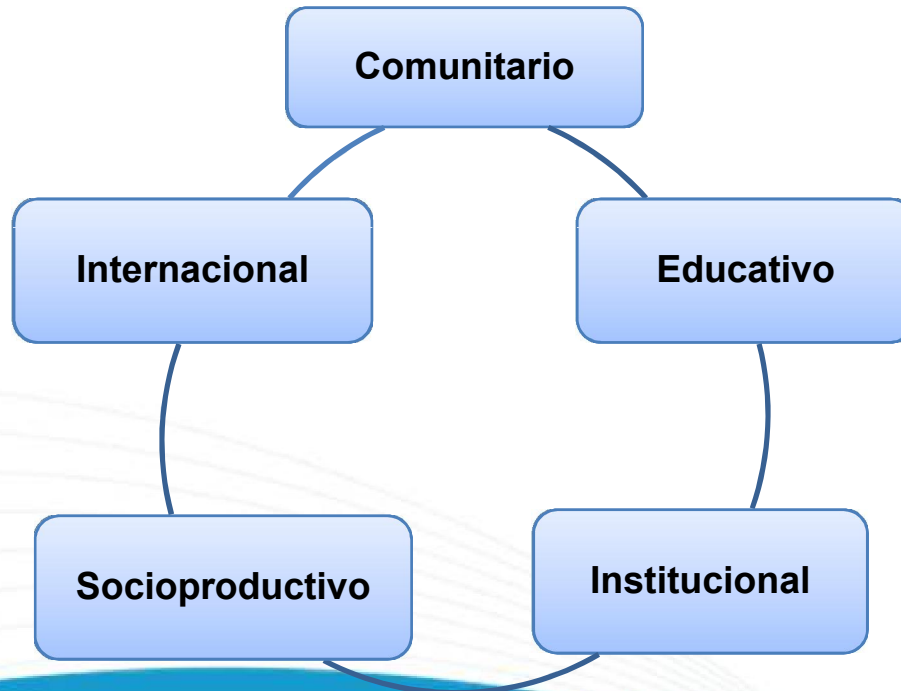 Comunitario
Internacional
Educativo
Socioproductivo
Institucional